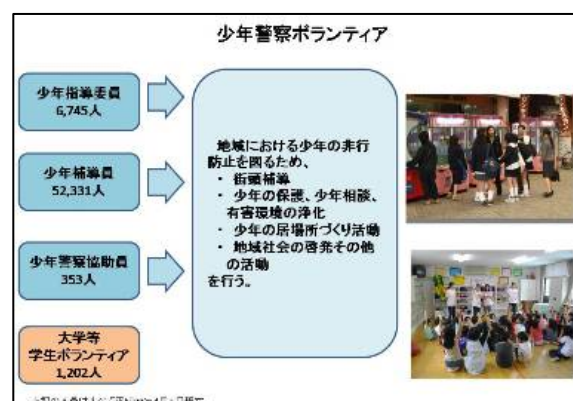 少年警察ボランティア
少年指導委員
6,745人
少年補導員
52,331人
少年警察協助員
353人
大学等
学生ボランティア
1,202人
地域における少年の非行
防止を図るため、
・ 街頭補導
・ 少年の保護、少年相談、
有害環境の浄化
・ 少年の居場所づくり活動
・ 地域社会の啓発その他
の活動
を行う。